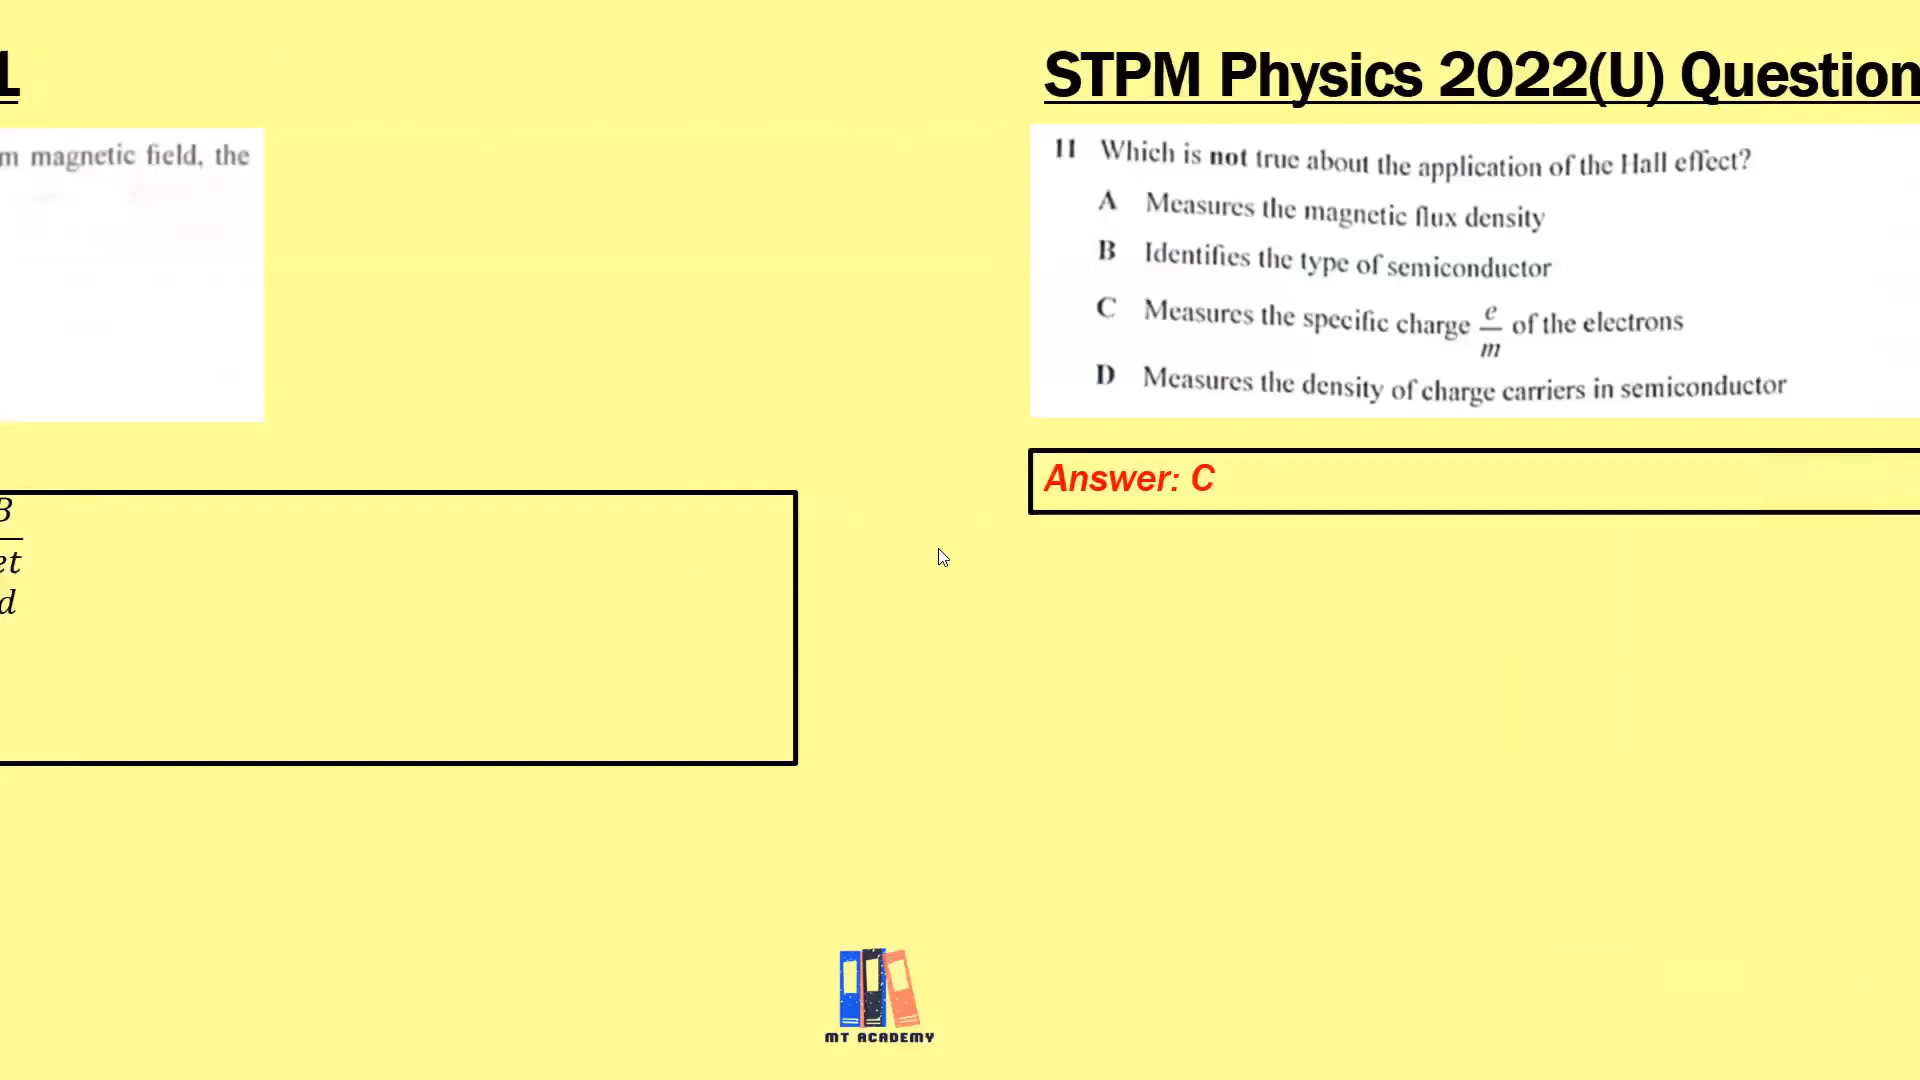 1
m magnetic field, the
B
et
d
STPM Physics 2022(U) Question
11 Which is not true about the application of the Hall effect?
A Measures the magnetic flux density
B Identifies the type of semiconductor
C Measures the specific charge e/m of the electrons
D Measures the density of charge carriers in semiconductor
Answer: C
MT ACADEMY